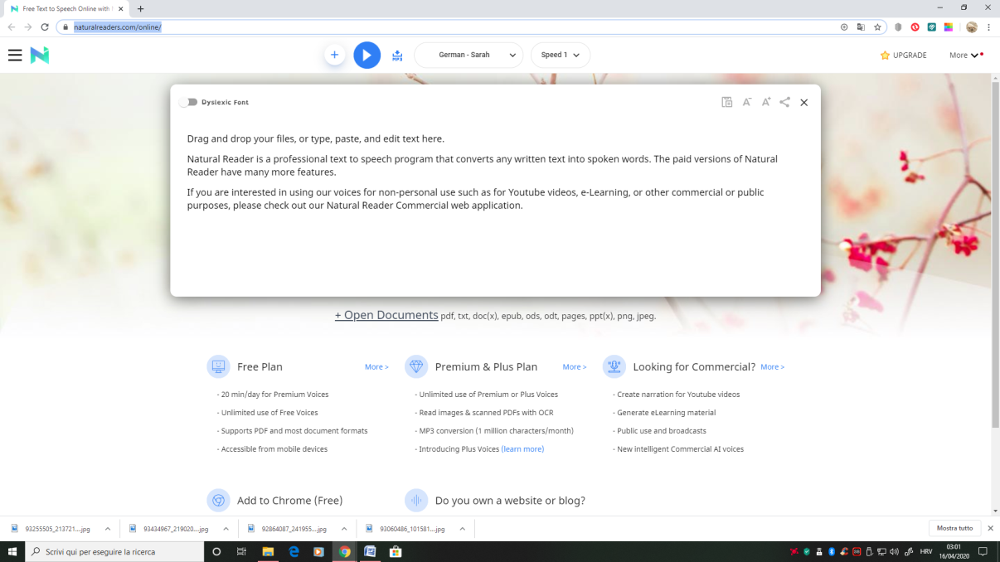 Free Text to Speech Online with
naturalreaders.com/online/
MP3
German - Sarah
Speed 1
UPGRADE
More
Dyslexic Font
Drag and drop your files, or type, paste, and edit text here.
Natural Reader is a professional text to speech program that converts any written text into spoken words. The paid versions of Natural
Reader have many more features.
If you are interested in using our voices for non-personal use such as for Youtube videos, e-Learning, or other commercial or public
purposes, please check out our Natural Reader Commercial web application.
+ Open Documents pdf, txt, doc(x), epub, ods, odt, pages, ppt(x), png, jpeg.
Free Plan More >
- 20 min/day for Premium Voices
- Unlimited use of Free Voices
- Supports PDF and most document formats
- Accessible from mobile devices
Premium & Plus Plan More >
- Unlimited use of Premium or Plus Voices
- Read images & scanned PDFs with OCR
- MP3 conversion (1 million characters/month)
- Introducing Plus Voices (learn more)
Looking for Commercial? More >
- Create narration for Youtube videos
- Generate eLearning material
- Public use and broadcasts
- New intelligent Commercial AI voices
Add to Chrome (Free)
Do you own a website or blog?
93255505_213721....jpg
93434967_219020....jpg
92864087_241955....jpg
93060486_101581....jpg
Mostra tutto
Scrivi qui per eseguire la ricerca
HRV
03:01
16/04/2020